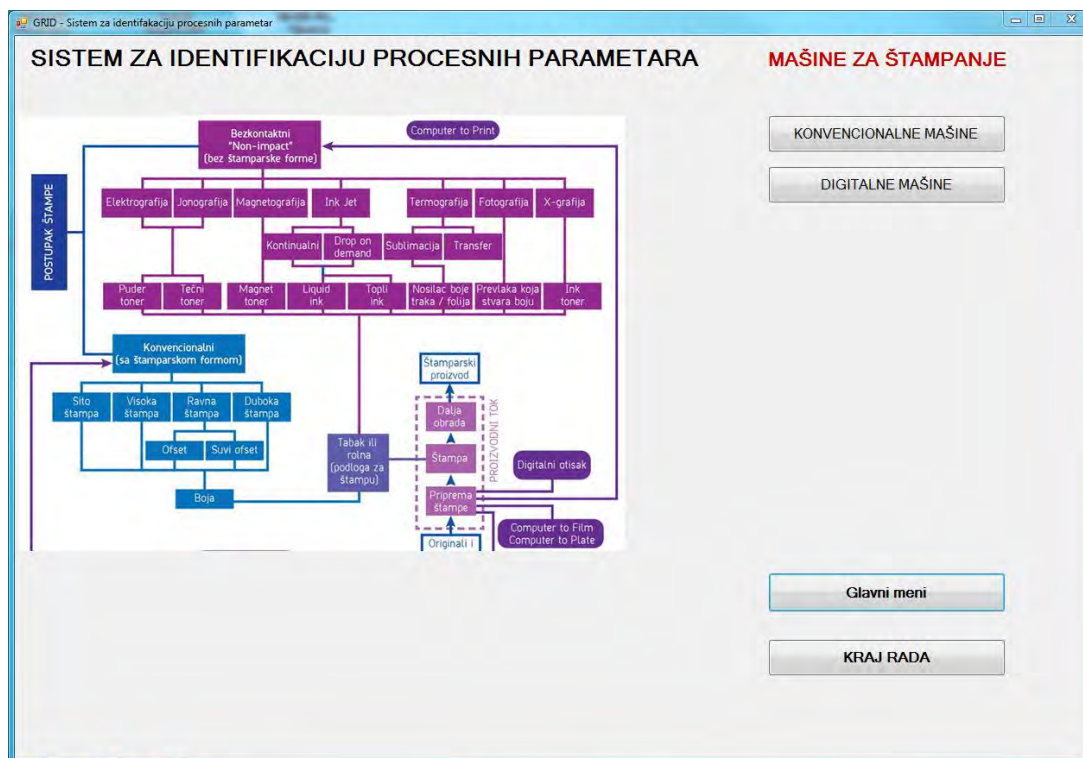 GRID - Sistem za identifakaciju procesnih parametar
SISTEM ZA IDENTIFIKACIJU PROCESNIH PARAMETARA
MAŠINE ZA ŠTAMPANJE
KONVENCIONALNE MAŠINE
DIGITALNE MAŠINE
Bezkontaktni
"Non-impact"
(bez štamparske forme)
Computer to Print
POSTUPAK ŠTAMPE
Elektrografija
Jonografija
Magnetografija
Ink Jet
Termografija
Fotografija
X-grafija
Kontinualni
Drop on
demand
Sublimacija
Transfer
Puder
toner
Tečni
toner
Magnet
toner
Liquid
ink
Topli
ink
Nosilac boje
traka / folija
Prevlaka koja
stvara boju
Ink
toner
Konvencionalni
(sa štamparskom formom)
Štamparski
proizvod
Sito
štampa
Visoka
štampa
Ravna
štampa
Duboka
štampa
Dalja
obrada
PROIZVODNI TOK
Ofset
Suvi ofset
Tabak ili
rolna
(podloga za
štampu)
Štampa
Digitalni otisak
Boja
Priprema
štampe
Computer to Film
Computer to Plate
Originali i
Glavni meni
KRAJ RADA